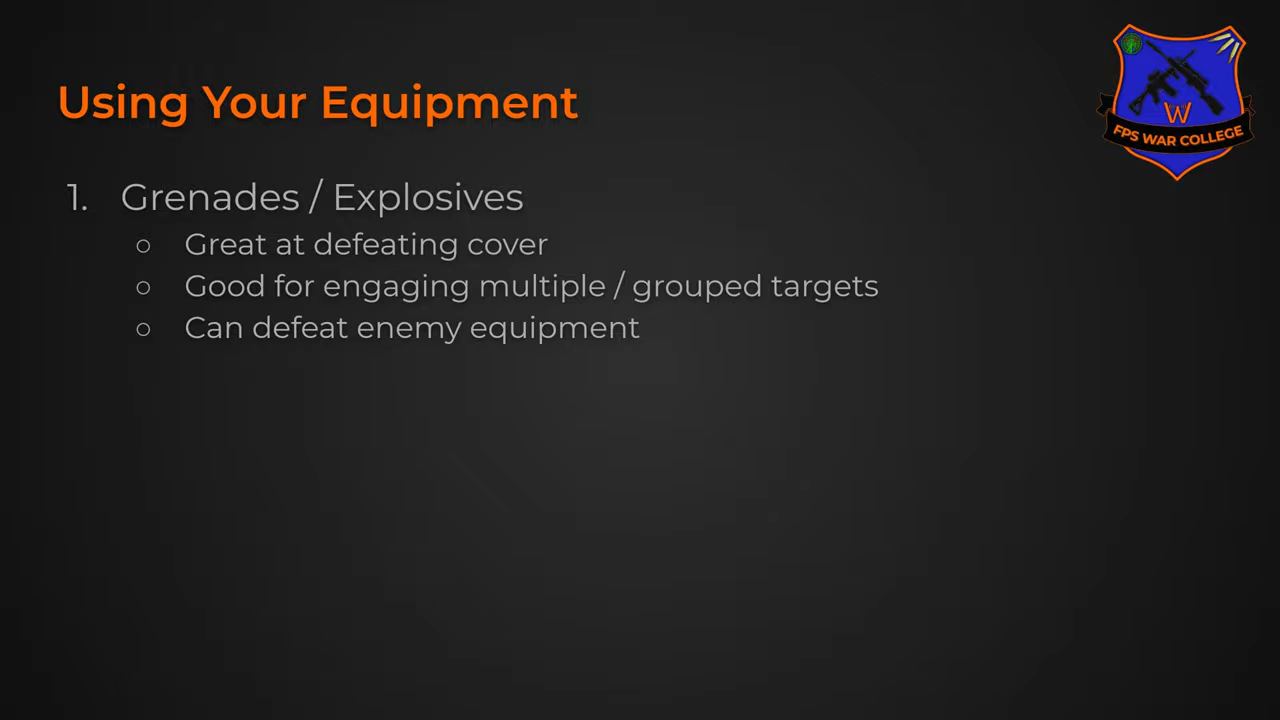 Using Your Equipment
W
FPS WAR COLLEGE
1. Grenades / Explosives
○ Great at defeating cover
○ Good for engaging multiple / grouped targets
○ Can defeat enemy equipment